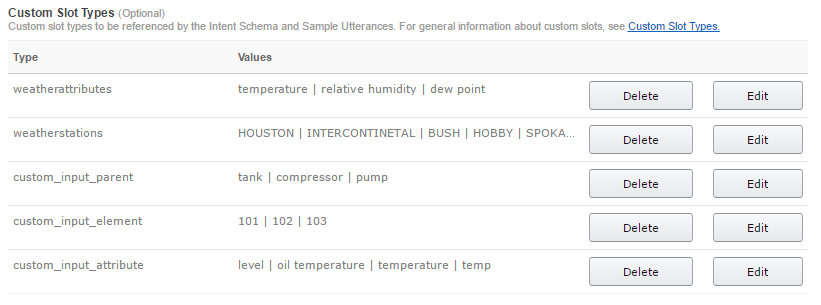 Custom Slot Types (Optional)
Custom slot types to be referenced by the Intent Schema and Sample Utterances. For general information about custom slots, see Custom Slot Types.
Type Values
weatherattributes temperature | relative humidity | dew point Delete Edit
weatherstations HOUSTON | INTERCONTINETAL | BUSH | HOBBY | SPOKA... Delete Edit
custom_input_parent tank | compressor | pump Delete Edit
custom_input_element 101 | 102 | 103 Delete Edit
custom_input_attribute level | oil temperature | temperature | temp Delete Edit